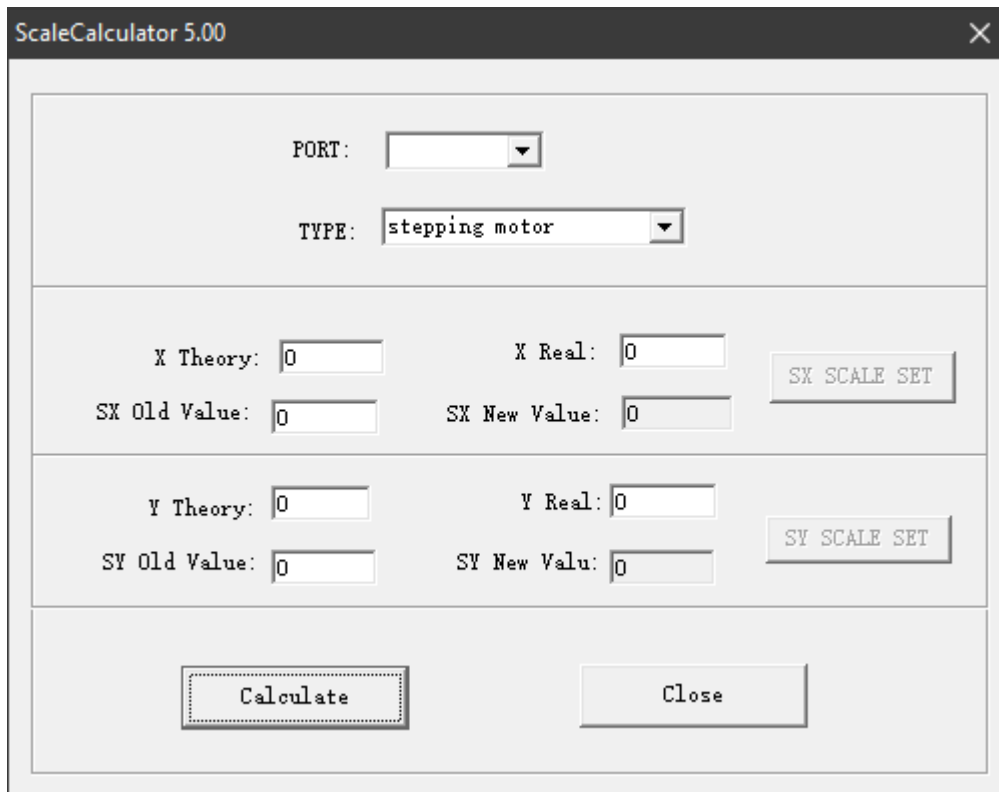 ScaleCalculator 5.00
PORT:
TYPE: stepping motor
X Theory: 0 X Real: 0
SX SCALE SET
SX Old Value: 0 SX New Value: 0
Y Theory: 0 Y Real: 0
SY SCALE SET
SY Old Value: 0 SY New Valu: 0
Calculate Close